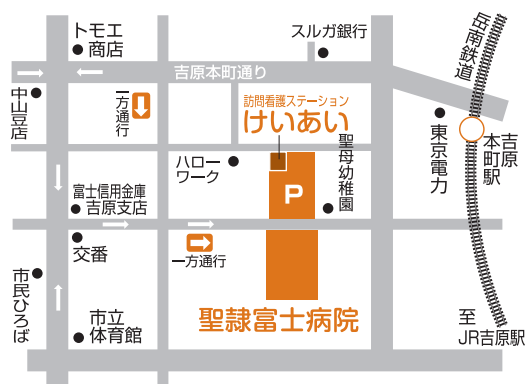 トモエ
商店
スルガ銀行
岳南鉄道
吉原本町通り
中山豆店
一方
通行
訪問看護ステーション
けいあい
聖母幼稚園
東京電力
吉原
本町駅
ハロー
ワーク
P
富士信用金庫
吉原支店
交番
一方通行
市民ひろば
市立
体育館
聖隷富士病院
至
JR吉原駅